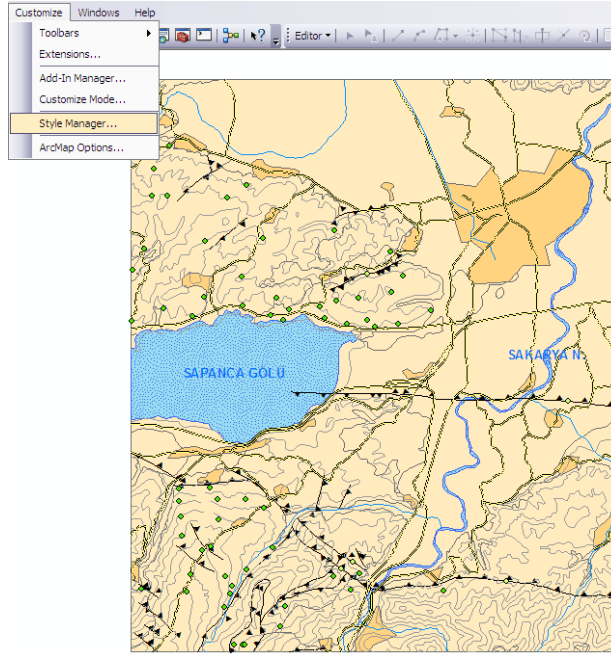 Customize Windows Help
Toolbars
Extensions...
Add-In Manager...
Customize Mode...
Style Manager...
ArcMap Options...
Editor
SAPANCA GÖLÜ
SAKARYA N.